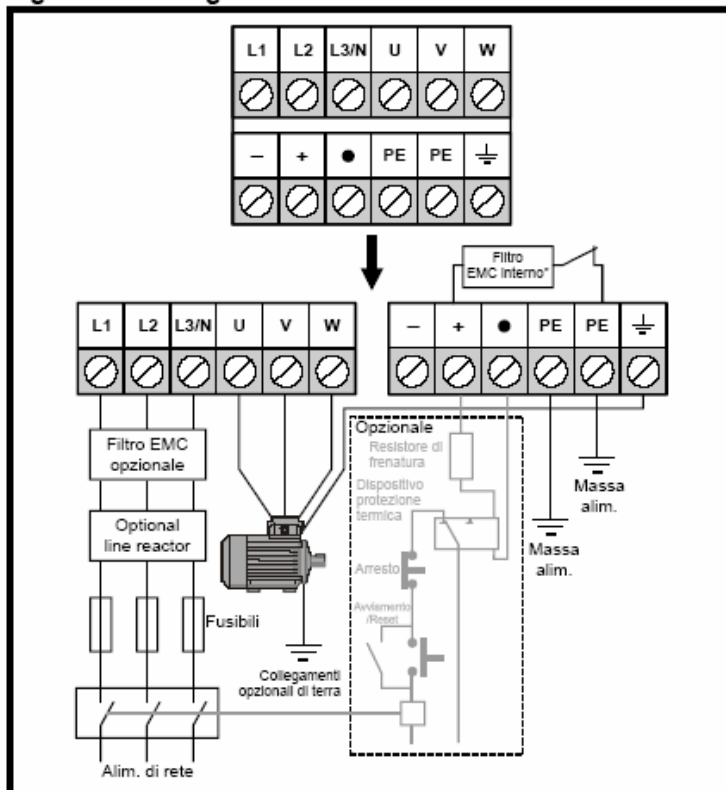 L1 L2 L3/N U V W
– + ● PE PE
Filtro
EMC Interno*
L1 L2 L3/N U V W
– + ● PE PE
Filtro EMC
opzionale
Optional
line reactor
Fusibili
Alim. di rete
Collegamenti
opzionali di terra
Opzionale
Resistore di
frenatura
Dispositivo
protezione
termica
Arresto
Avviamento
/Reset
Massa
alim.
Massa
alim.